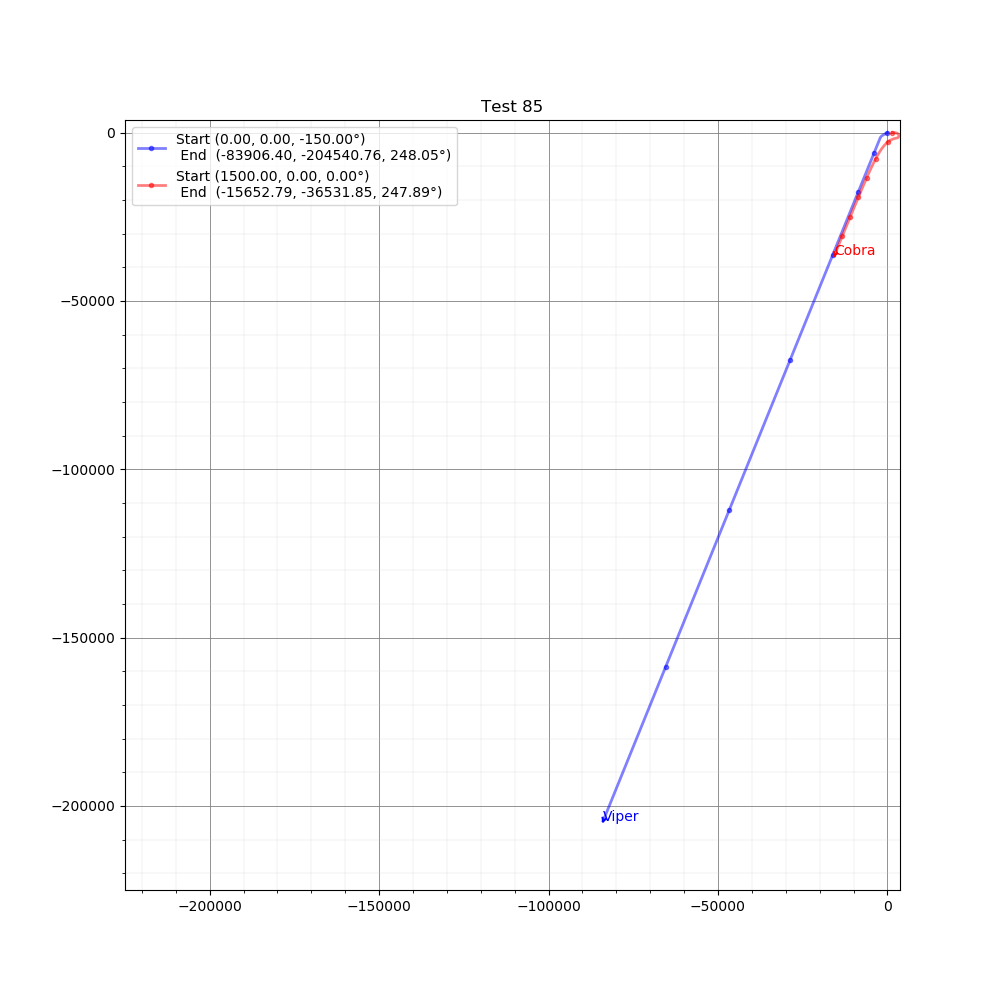 Test 85
Start (0.00, 0.00, -150.00°)
End  (-83906.40, -204540.76, 248.05°)
Start (1500.00, 0.00, 0.00°)
End  (-15652.79, -36531.85, 247.89°)
0
−50000
−100000
−150000
−200000
Cobra
Viper
−200000
−150000
−100000
−50000
0